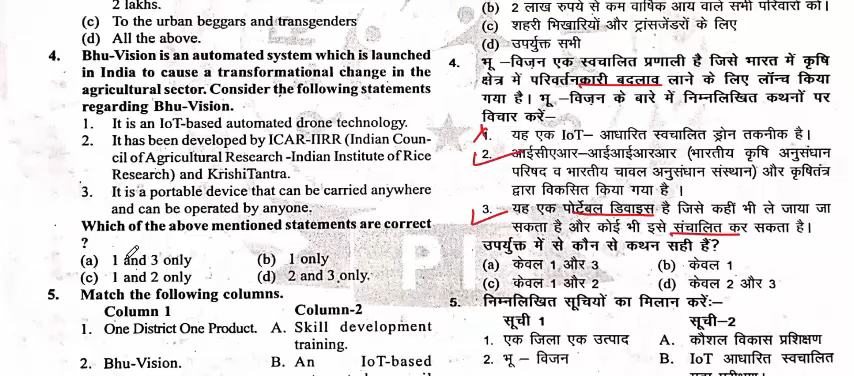 2 lakhs.
(c) To the urban beggars and transgenders
(d) All the above.
4. Bhu-Vision is an automated system which is launched
in India to cause a transformational change in the
agricultural sector. Consider the following statements
regarding Bhu-Vision.
1. It is an IoT-based automated drone technology.
2. It has been developed by ICAR-IIRR (Indian Coun-
cil of Agricultural Research -Indian Institute of Rice
Research) and KrishiTantra.
3. It is a portable device that can be carried anywhere
and can be operated by anyone.
Which of the above mentioned statements are correct
?
(a) 1 and 3 only (b) 1 only
(c) 1 and 2 only (d) 2 and 3 only.
5. Match the following columns.
Column 1 Column-2
1. One District One Product. A. Skill development
training.
2. Bhu-Vision. B. An IoT-based
(b) 2 लाख रुपये से कम वार्षिक आय वाले सभी परिवारों को।
(c) शहरी भिखारियों और ट्रांसजेंडरों के लिए
(d) उपर्युक्त सभी
4. भू –विज़न एक स्वचालित प्रणाली है जिसे भारत में कृषि
क्षेत्र में परिवर्तनकारी बदलाव लाने के लिए लॉन्च किया
गया है। भू –विज़न के बारे में निम्नलिखित कथनों पर
विचार करें–
1. यह एक IoT– आधारित स्वचालित ड्रोन तकनीक है।
2. आईसीएआर–आईआईआरआर (भारतीय कृषि अनुसंधान
परिषद व भारतीय चावल अनुसंधान संस्थान) और कृषितंत्र
द्वारा विकसित किया गया है ।
3. यह एक पोर्टेबल डिवाइस है जिसे कहीं भी ले जाया जा
सकता है और कोई भी इसे संचालित कर सकता है।
उपर्युक्त में से कौन से कथन सही हैं?
(a) केवल 1 और 3 (b) केवल 1
(c) केवल 1 और 2 (d) केवल 2 और 3
5. निम्नलिखित सूचियों का मिलान करें:–
सूची 1 सूची–2
1. एक जिला एक उत्पाद A. कौशल विकास प्रशिक्षण
2. भू – विजन B. IoT आधारित स्वचालित